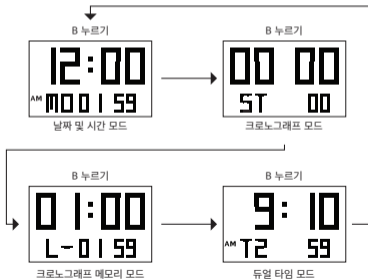 B 누르기
12:00
AM MO 01 59
날짜 및 시간 모드
B 누르기
00 00
ST 00
크로노그래프 모드
B 누르기
01:00
L-01 59
크로노그래프 메모리 모드
B 누르기
9:10
AM T2 59
듀얼 타임 모드